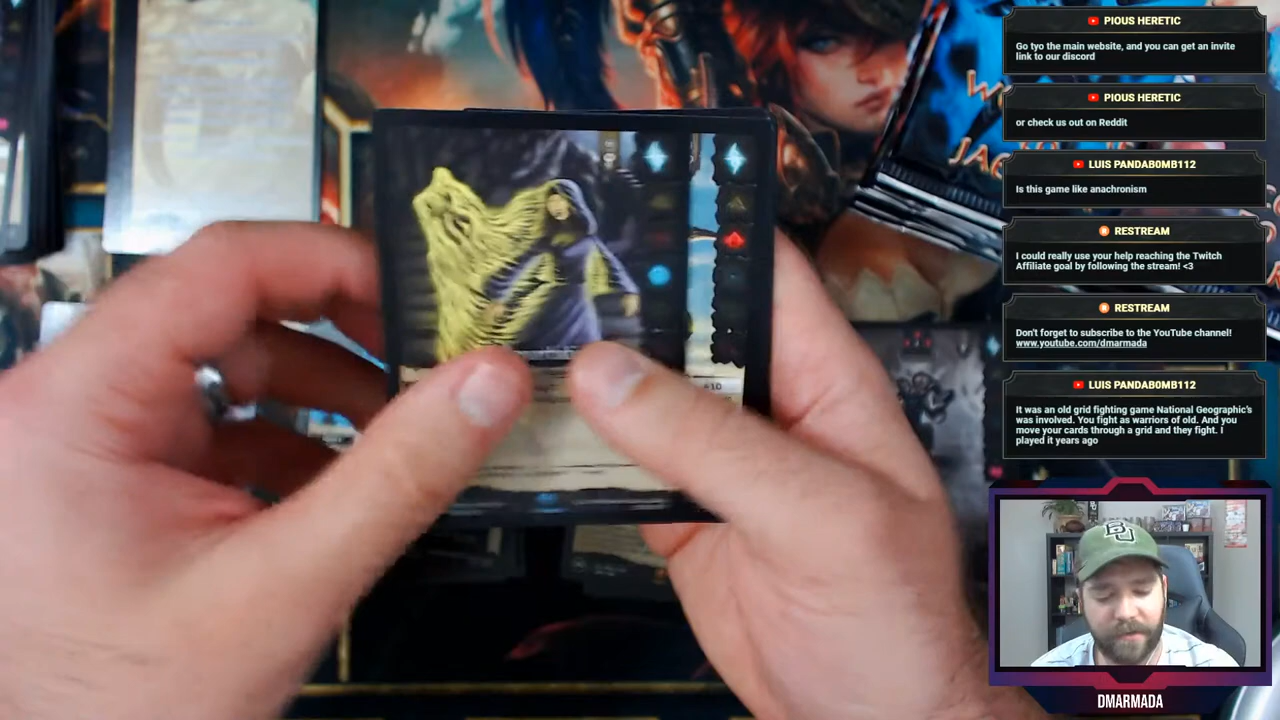 PIOUS HERETIC
Go tyo the main website, and you can get an invite
link to our discord
PIOUS HERETIC
or check us out on Reddit
LUIS PANDAB0MB112
Is this game like anachronism
RESTREAM
I could really use your help reaching the Twitch
Affiliate goal by following the stream! <3
RESTREAM
Don't forget to subscribe to the YouTube channel!
www.youtube.com/dmarmada
LUIS PANDAB0MB112
It was an old grid fighting game National Geographic's
was involved. You fight as warriors of old. And you
move your cards through a grid and they fight. I
played it years ago
BU
DMARMADA